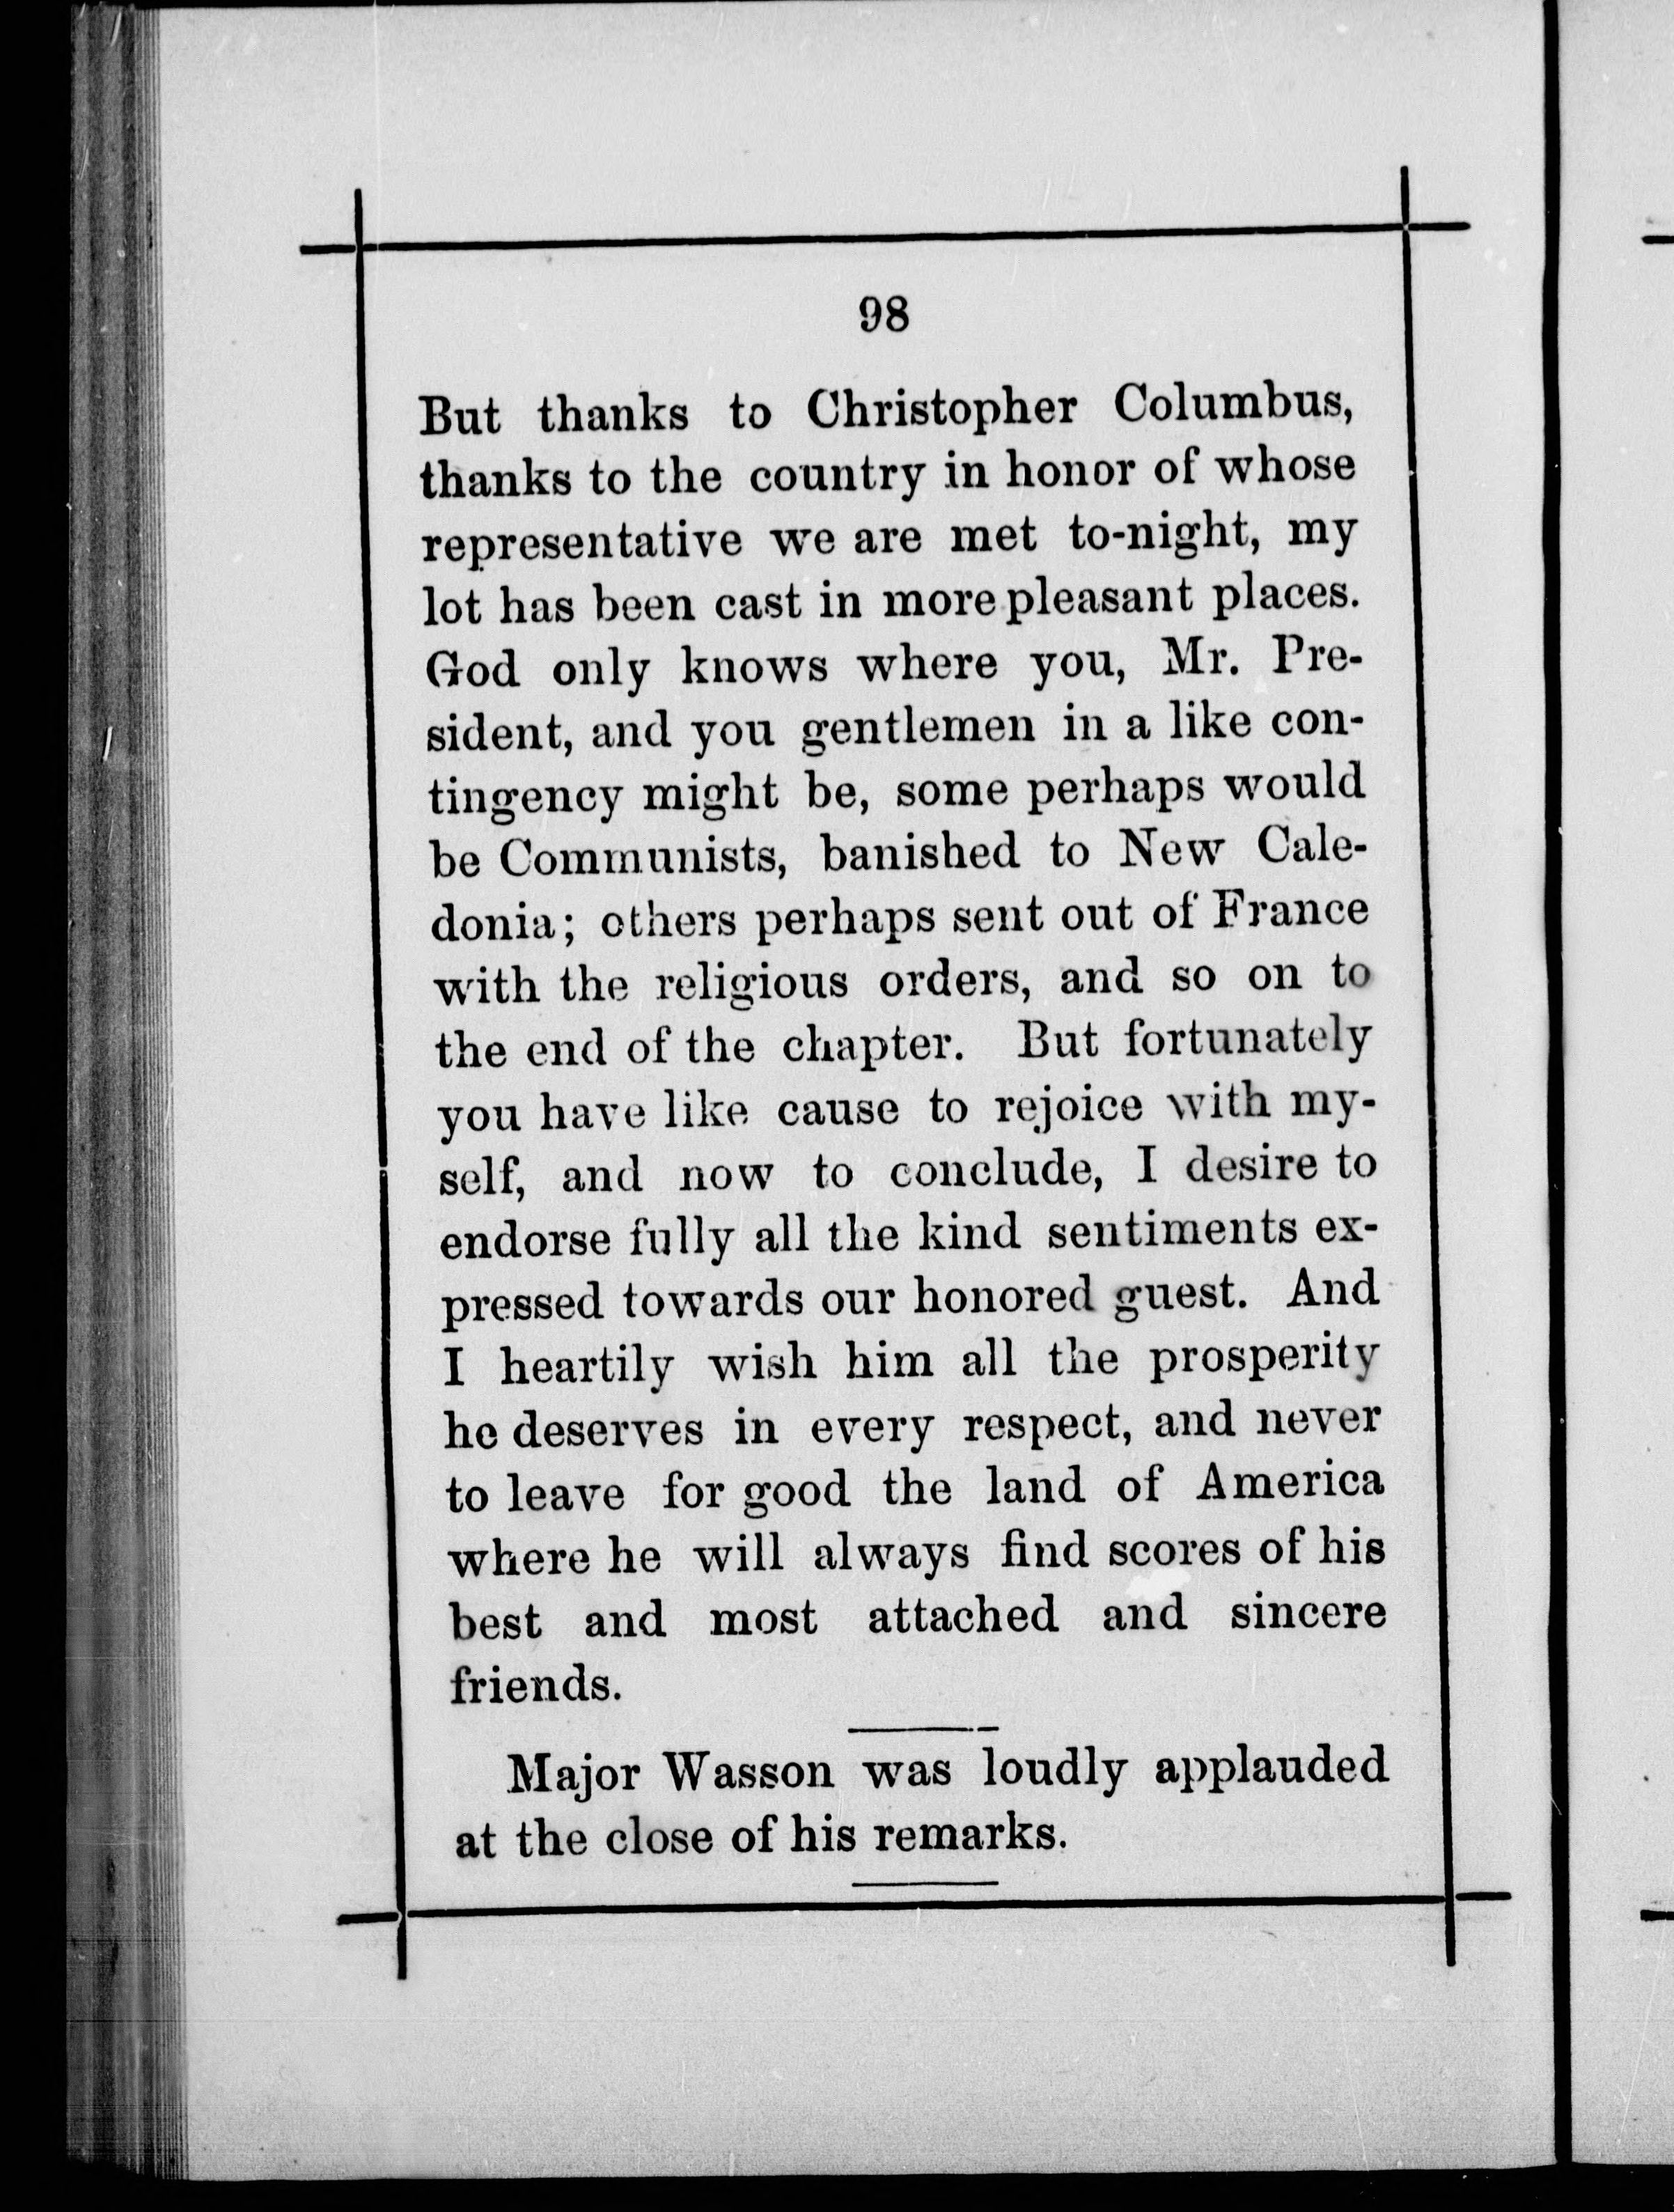 98
But thanks to Christopher Columbus,
thanks to the country in honor of whose
representative we are met to-night, my
lot has been cast in more pleasant places.
God only knows where you, Mr. Pre-
sident, and you gentlemen in a like con-
tingency might be, some perhaps would
be Communists, banished to New Cale-
donia; others perhaps sent out of France
with the religious orders, and so on to
the end of the chapter. But fortunately
you have like cause to rejoice with my-
self, and now to conclude, I desire to
endorse fully all the kind sentiments ex-
pressed towards our honored guest. And
I heartily wish him all the prosperity
he deserves in every respect, and never
to leave for good the land of America
where he will always find scores of his
best and most attached and sincere
friends.
Major Wasson was loudly applauded
at the close of his remarks.